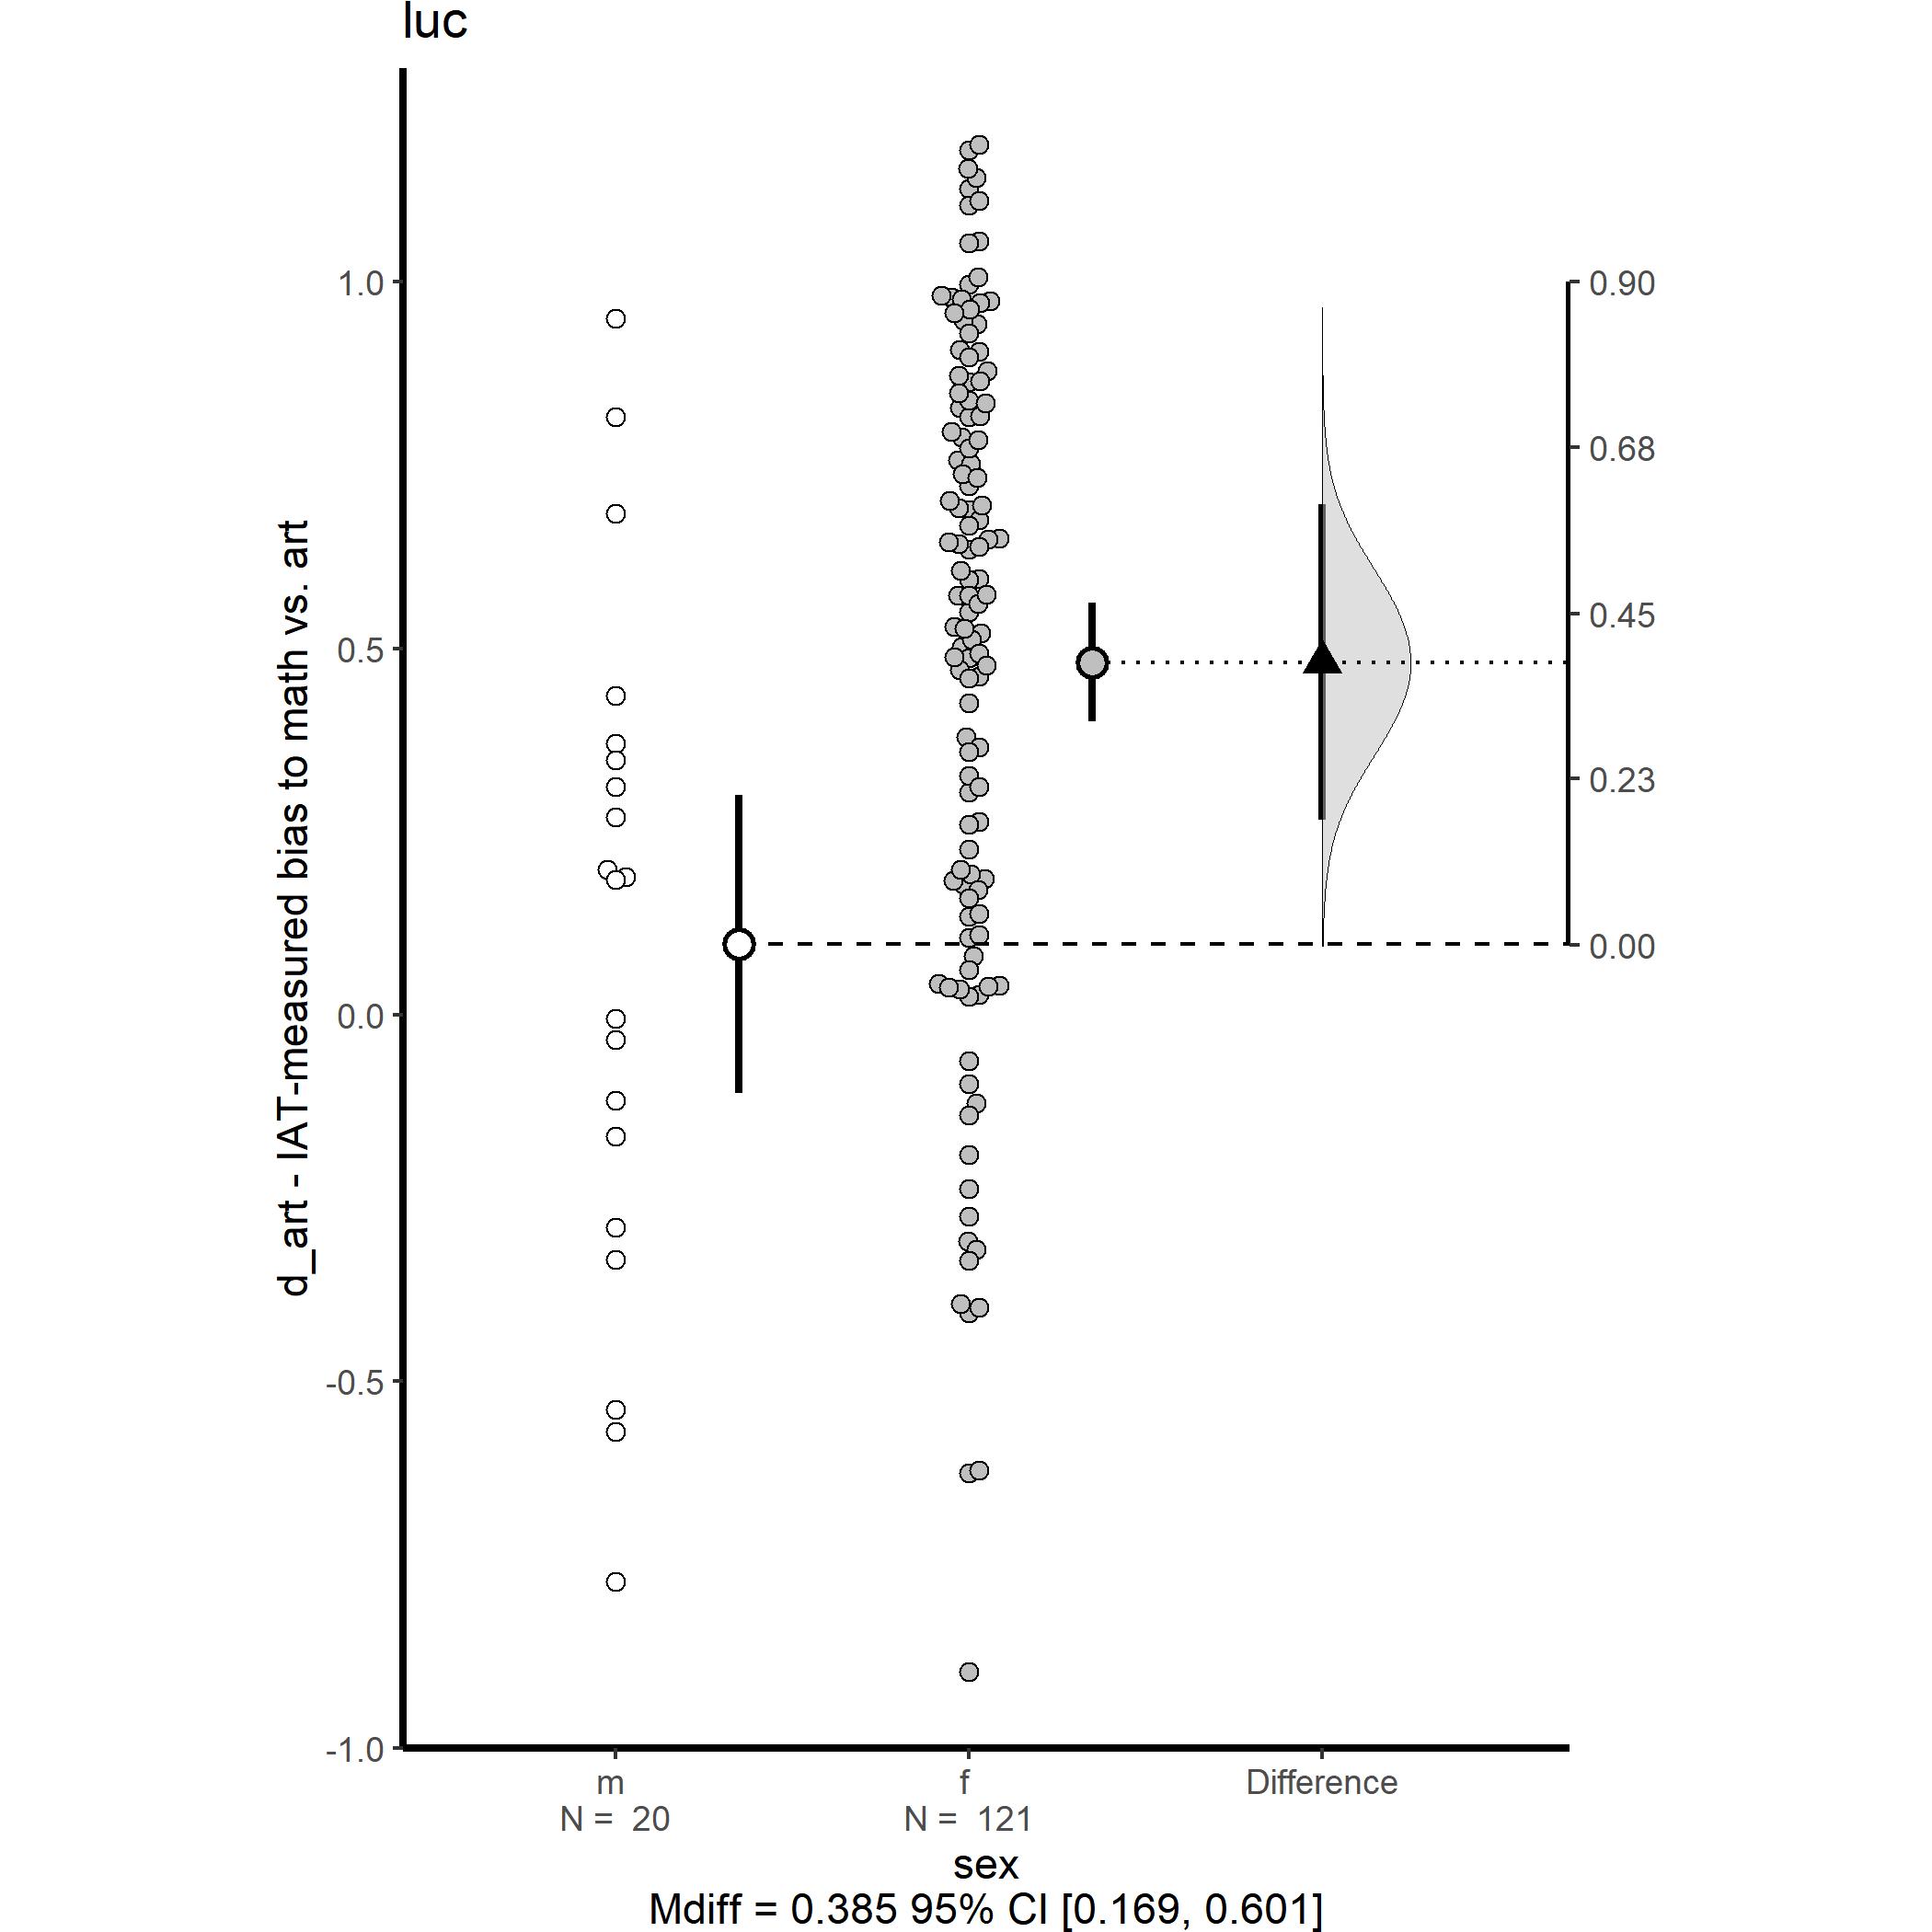 luc
d_art - IAT-measured bias to math vs. art
1.0
0.5
0.0
-0.5
-1.0
0.90
0.68
0.45
0.23
0.00
m
N = 20
f
N = 121
Difference
sex
Mdiff = 0.385 95% CI [0.169, 0.601]